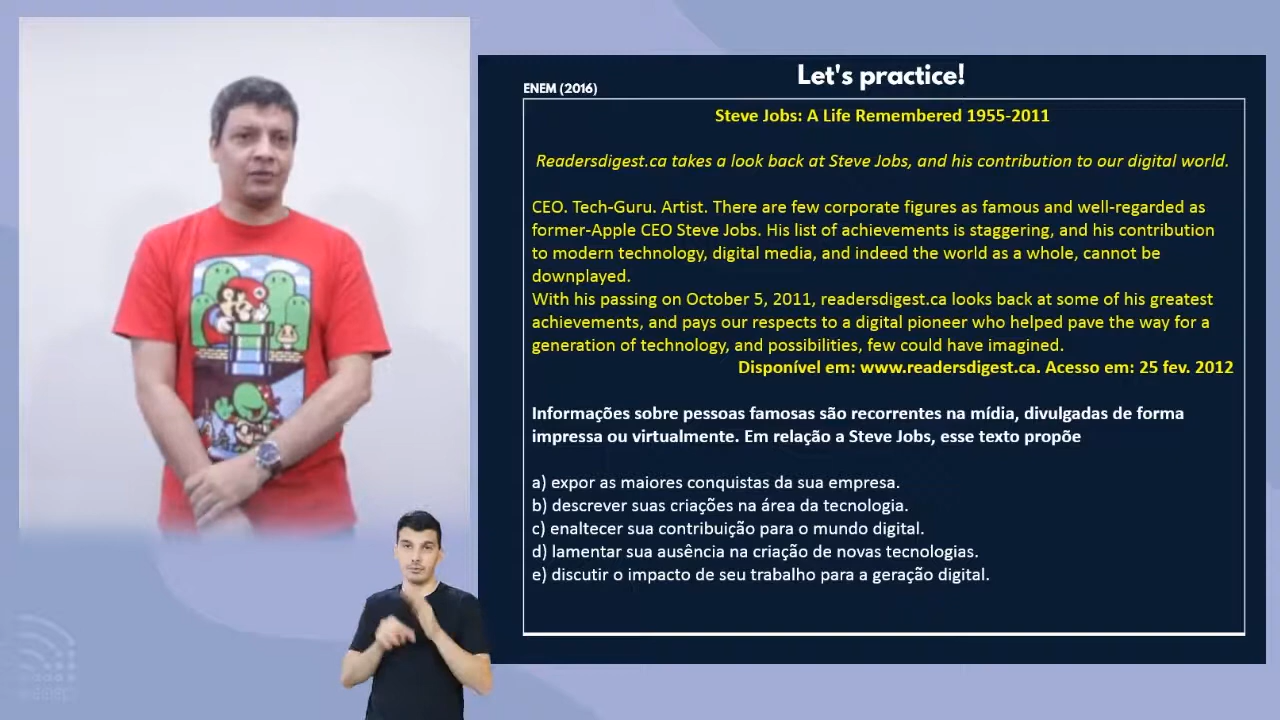 Let's practice!
ENEM (2016)
Steve Jobs: A Life Remembered 1955-2011
Readersdigest.ca takes a look back at Steve Jobs, and his contribution to our digital world.
CEO. Tech-Guru. Artist. There are few corporate figures as famous and well-regarded as
former-Apple CEO Steve Jobs. His list of achievements is staggering, and his contribution
to modern technology, digital media, and indeed the world as a whole, cannot be
downplayed.
With his passing on October 5, 2011, readersdigest.ca looks back at some of his greatest
achievements, and pays our respects to a digital pioneer who helped pave the way for a
generation of technology, and possibilities, few could have imagined.
Disponível em: www.readersdigest.ca. Acesso em: 25 fev. 2012
Informações sobre pessoas famosas são recorrentes na mídia, divulgadas de forma
impressa ou virtualmente. Em relação a Steve Jobs, esse texto propõe
a) expor as maiores conquistas da sua empresa.
b) descrever suas criações na área da tecnologia.
c) enaltecer sua contribuição para o mundo digital.
d) lamentar sua ausência na criação de novas tecnologias.
e) discutir o impacto de seu trabalho para a geração digital.